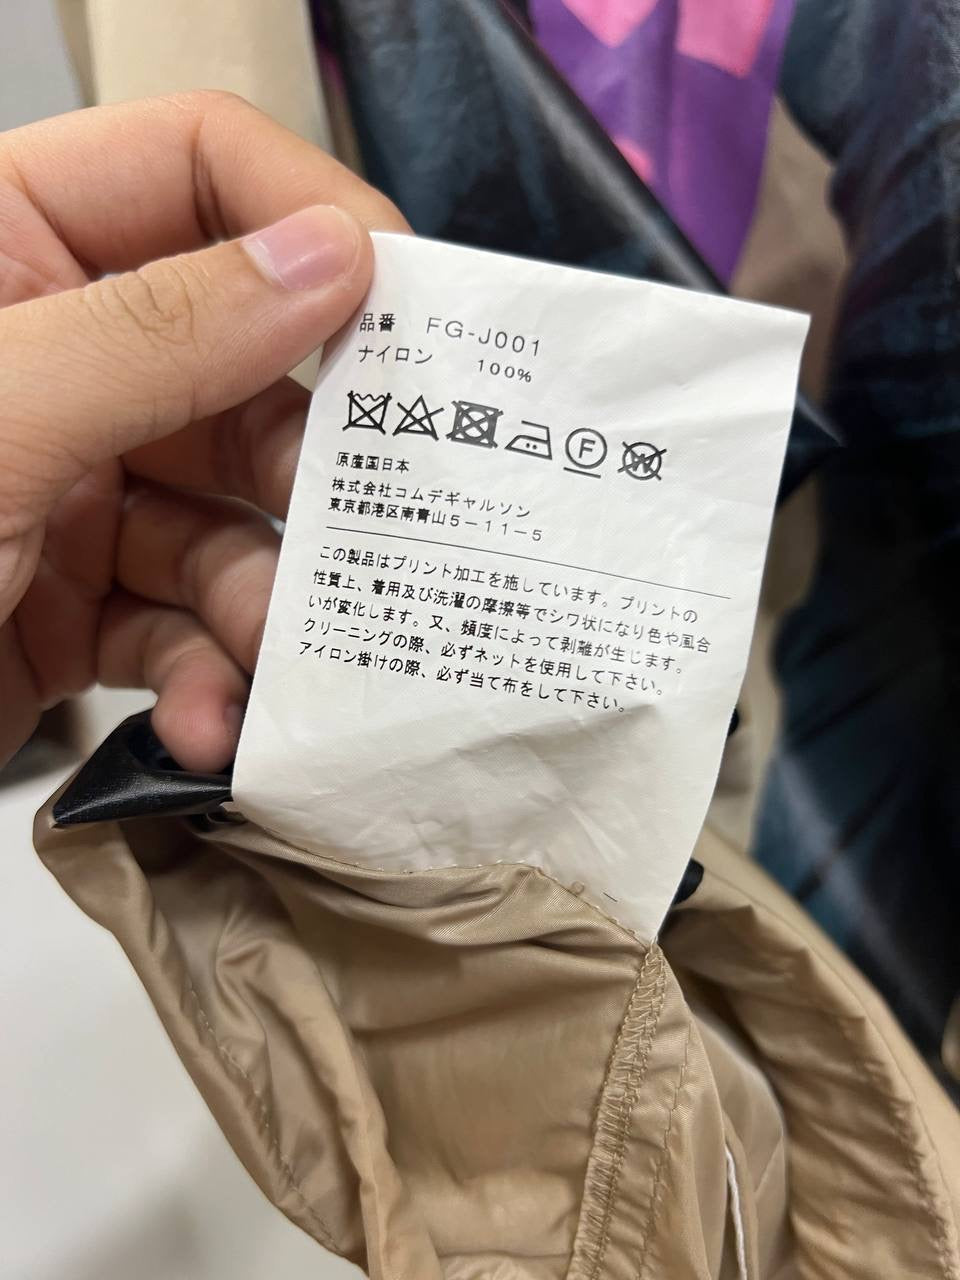 品番 FG-J001
ナイロン 100%
F
W
原産国日本
株式会社コムデギャルソン
東京都港区南青山5-11-5
この製品はプリント加工を施しています。プリントの
性質上、着用及び洗濯の摩擦等でシワ状になり色や風合
いが変化します。又、頻度によって剥離が生じます。
クリーニングの際、必ずネットを使用して下さい。
アイロン掛けの際、必ず当て布をして下さい。